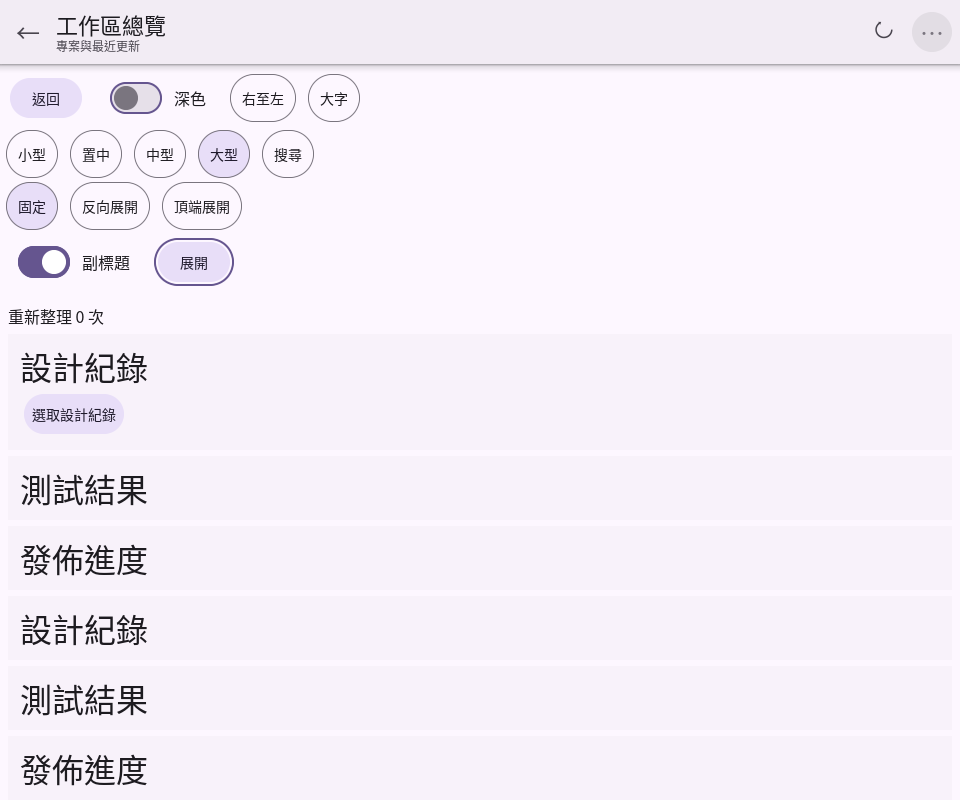 工作區總覽
專案與最近更新
返回 深色 右至左 大字
小型 置中 中型 大型 搜尋
固定 反向展開 頂端展開
副標題 展開
重新整理 0 次
設計紀錄
選取設計紀錄
測試結果
發佈進度
設計紀錄
測試結果
發佈進度